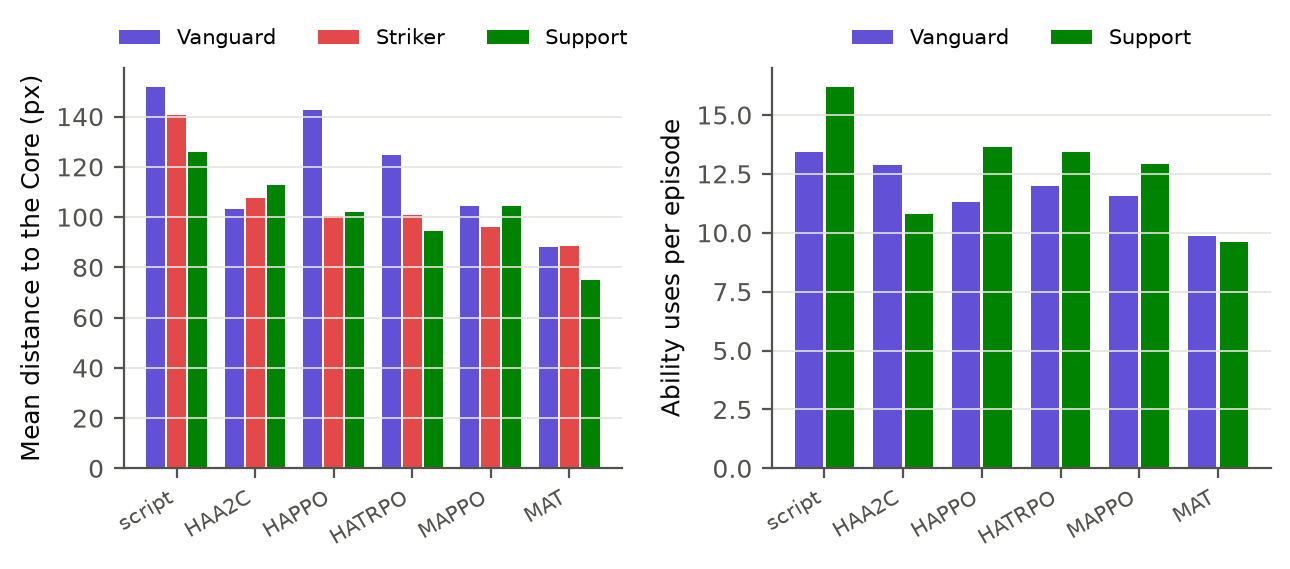 Vanguard Striker Support
Mean distance to the Core (px)
140
120
100
80
60
40
20
0
script HAA2C HAPPO HATRPO MAPPO MAT
Vanguard Support
Ability uses per episode
15.0
12.5
10.0
7.5
5.0
2.5
0.0
script HAA2C HAPPO HATRPO MAPPO MAT